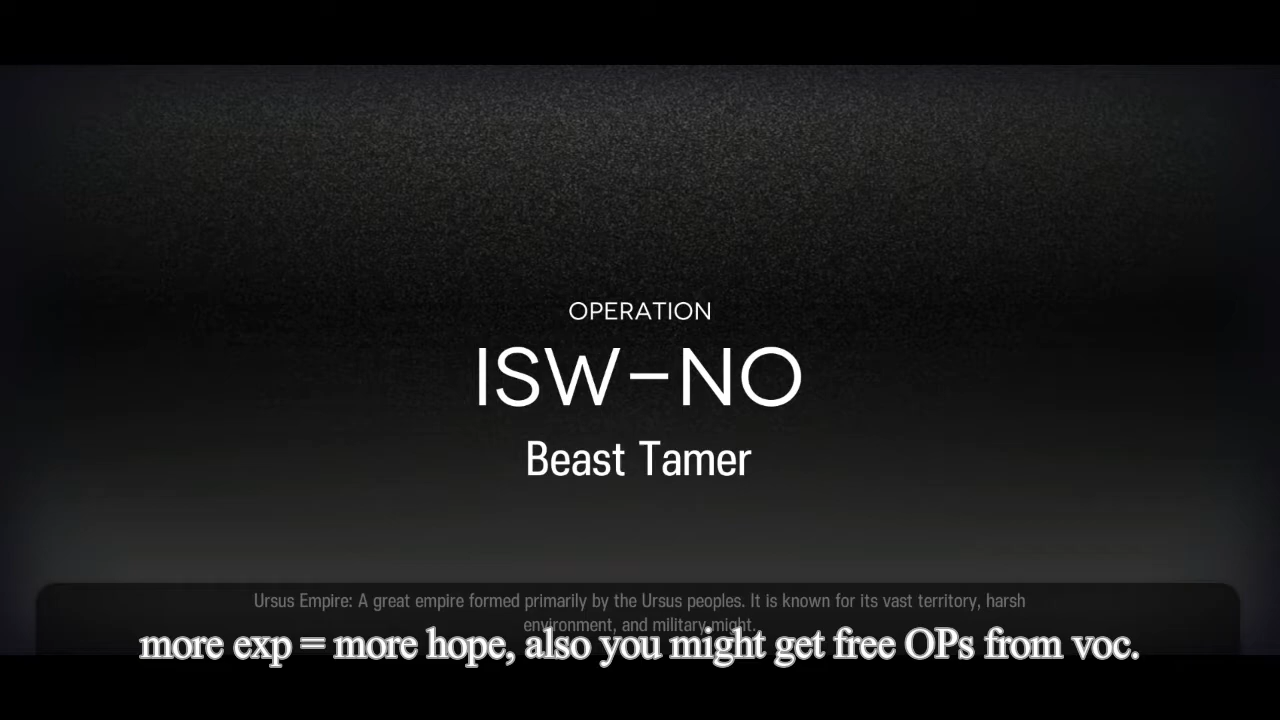 OPERATION
ISW-NO
Beast Tamer
Ursus Empire: A great empire formed primarily by the Ursus peoples. It is known for its vast territory, harsh
environment, and military might.
more exp = more hope, also you might get free OPs from voc.